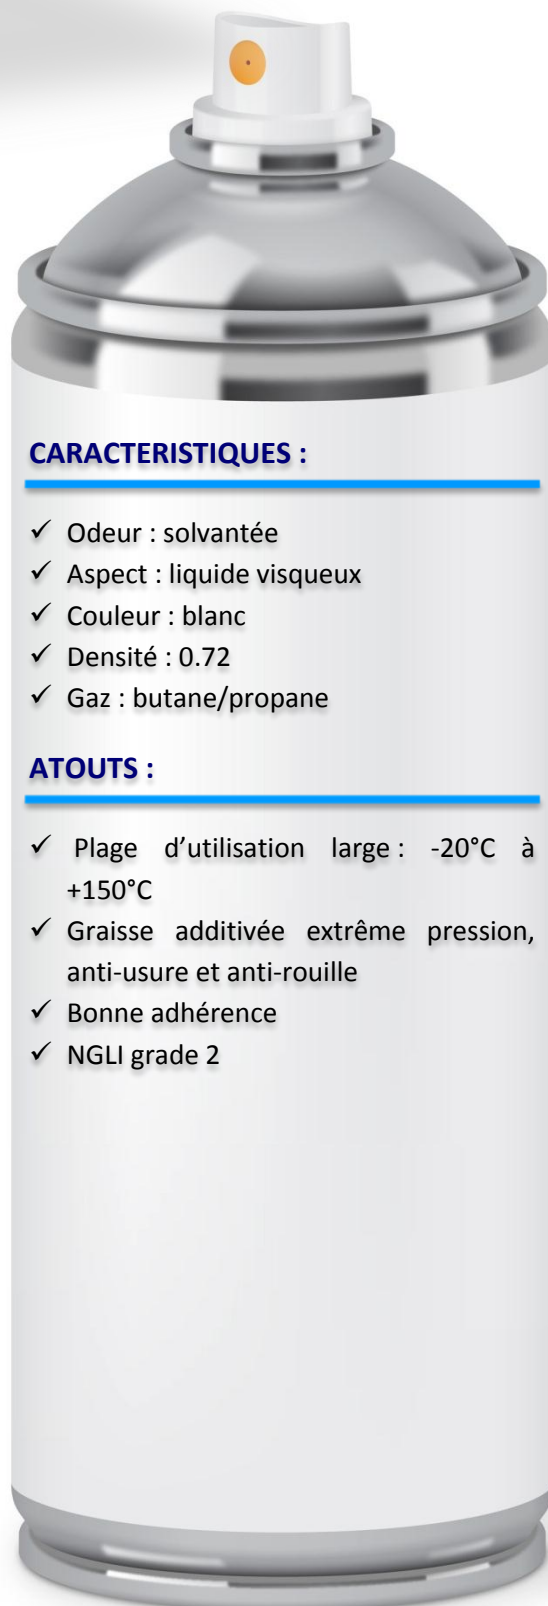 CARACTERISTIQUES :
✓ Odeur : solvantée
✓ Aspect : liquide visqueux
✓ Couleur : blanc
✓ Densité : 0.72
✓ Gaz : butane/propane
ATOUTS :
✓ Plage d’utilisation large : -20°C à
+150°C
✓ Graisse additivée extrême pression,
anti-usure et anti-rouille
✓ Bonne adhérence
✓ NGLI grade 2